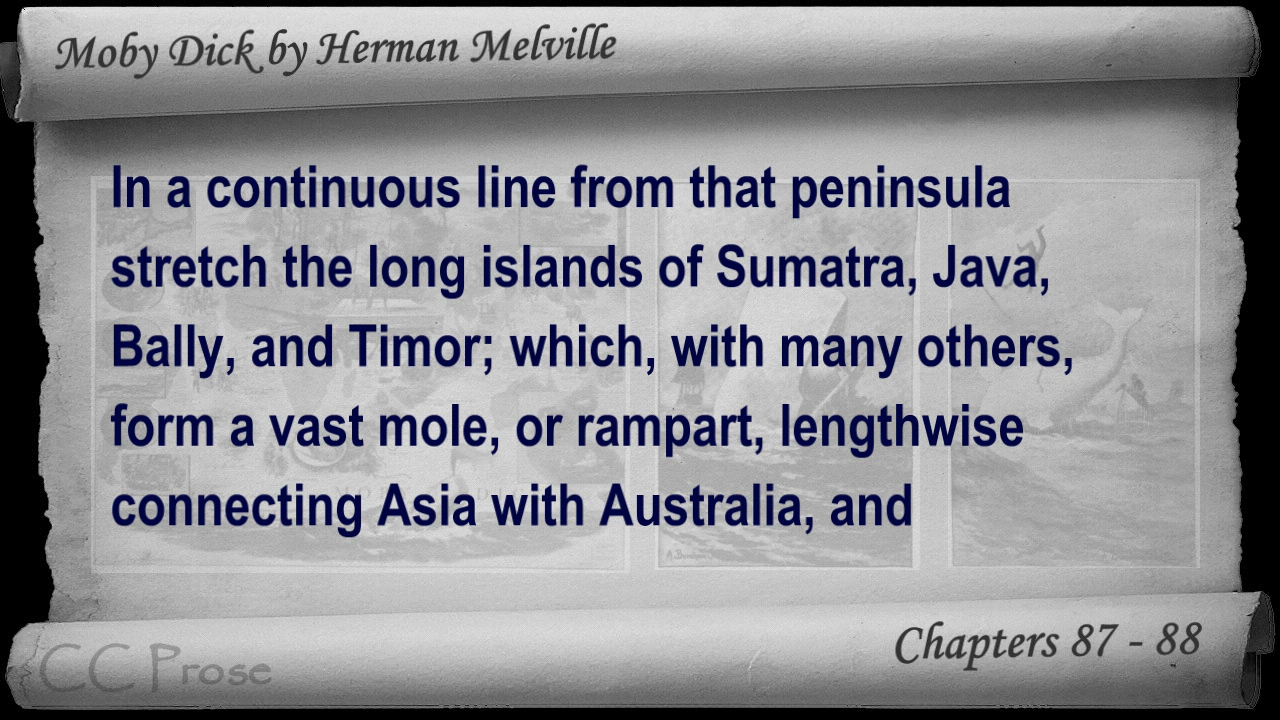 Moby Dick by Herman Melville
In a continuous line from that peninsula
stretch the long islands of Sumatra, Java,
Bally, and Timor; which, with many others,
form a vast mole, or rampart, lengthwise
connecting Asia with Australia, and
Chapters 87 - 88
CC Prose